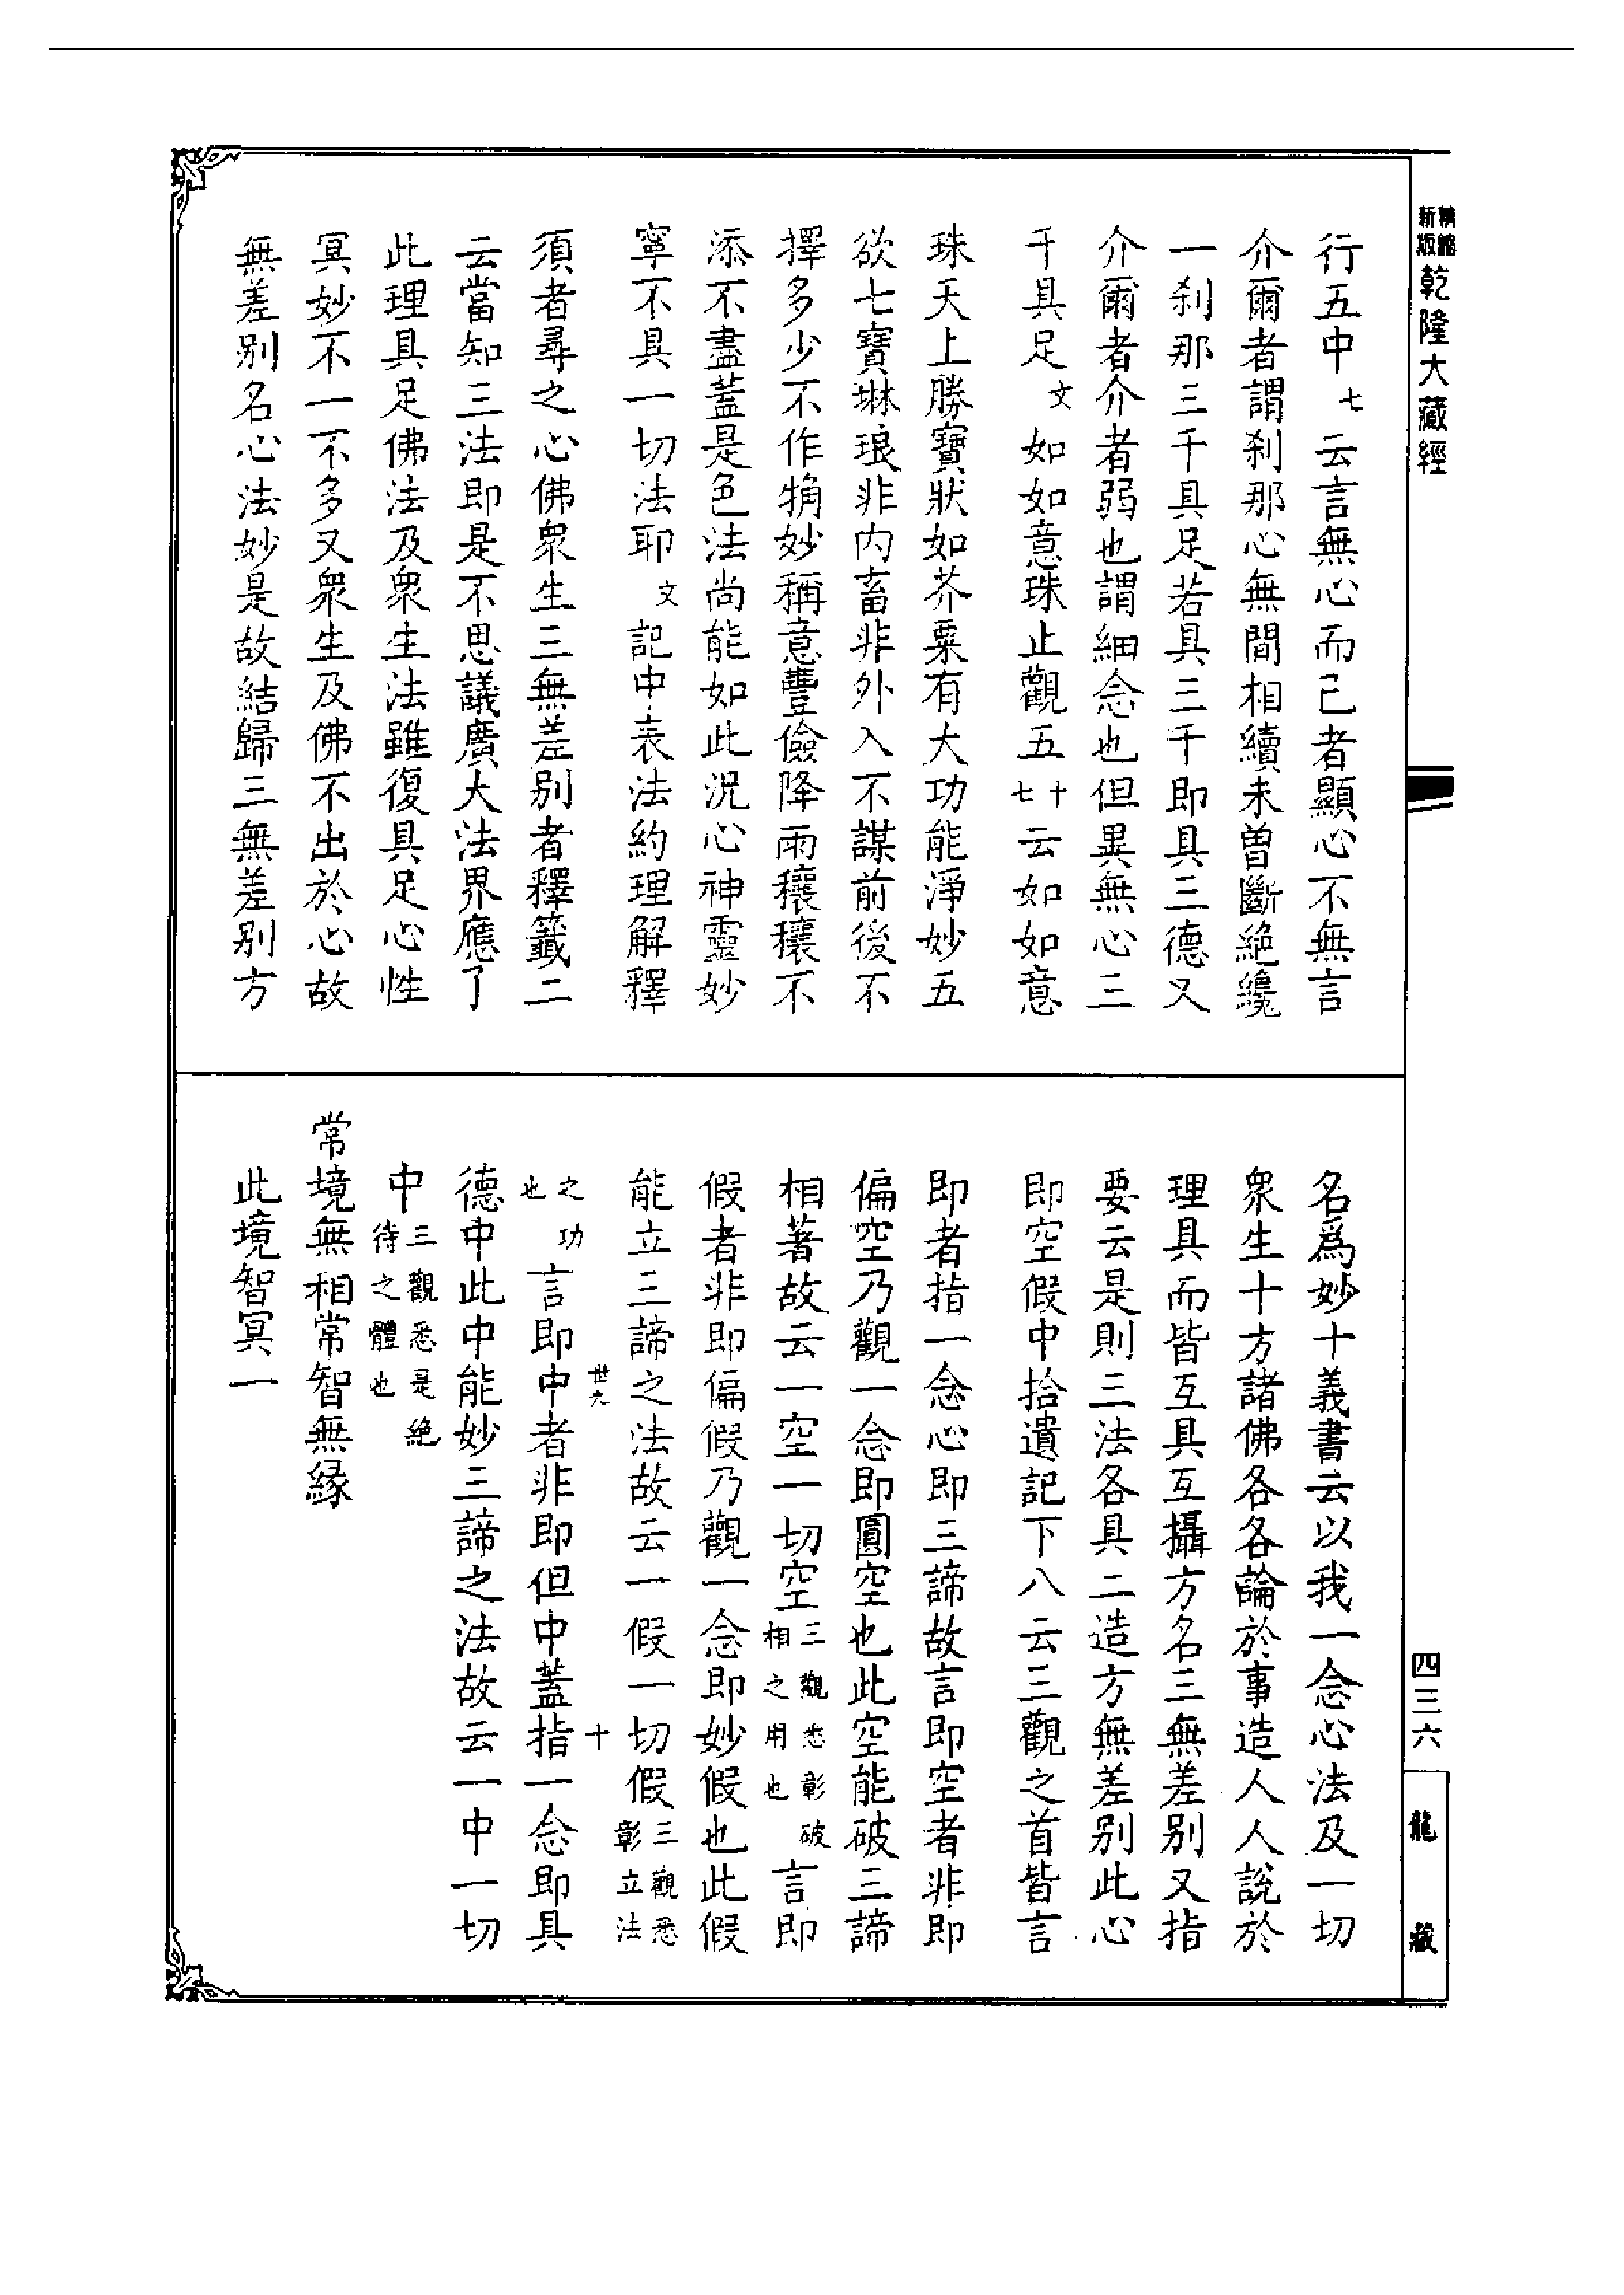 精縮新版
乾隆大藏經
四三六
龍藏
行五中七云言無心而已者顯心不無言
介爾者謂刹那心無間相續未曾斷絶纔
一刹那三千具足若具三千即具三德又
介爾者介者弱也謂細念也但異無心三
千具足文如如意珠止觀五十七云如如意
珠天上勝寶狀如芥粟有大功能淨妙五
欲七寶琳琅非内畜非外入不謀前後不
擇多少不作麤妙稱意豐儉降雨穰穰不
添不盡蓋是色法尚能如此况心神靈妙
寧不具一切法耶文記中表法約理解釋
須者尋之心佛衆生三無差别者釋籤二
云當知三法即是不思議廣大法界應了
此理具足佛法及衆生法雖復具足心性
冥妙不一不多又衆生及佛不出於心故
無差别名心法妙是故結歸三無差别方
名爲妙十義書云以我一念心法及一切
衆生十方諸佛各各論於事造人人說於
理具而皆互具互攝方名三無差别又指
要云是則三法各具二造方無差别此心
即空假中拾遺記下八云三觀之首皆言
即者指一念心即三諦故言即空者非即
偏空乃觀一念即圓空也此空能破三諦
相著故云一空一切空三觀悉彰破相之用也言即
假者非即偏假乃觀一念即妙假也此假
能立三諦之法故云一假一切假三觀悉彰立法
之功也言即中者非即但中蓋指一念即具
世六
十
德中此中能妙三諦之法故云一中一切
中三觀悉是絶待之體也
常境無相常智無緣
此境智冥一